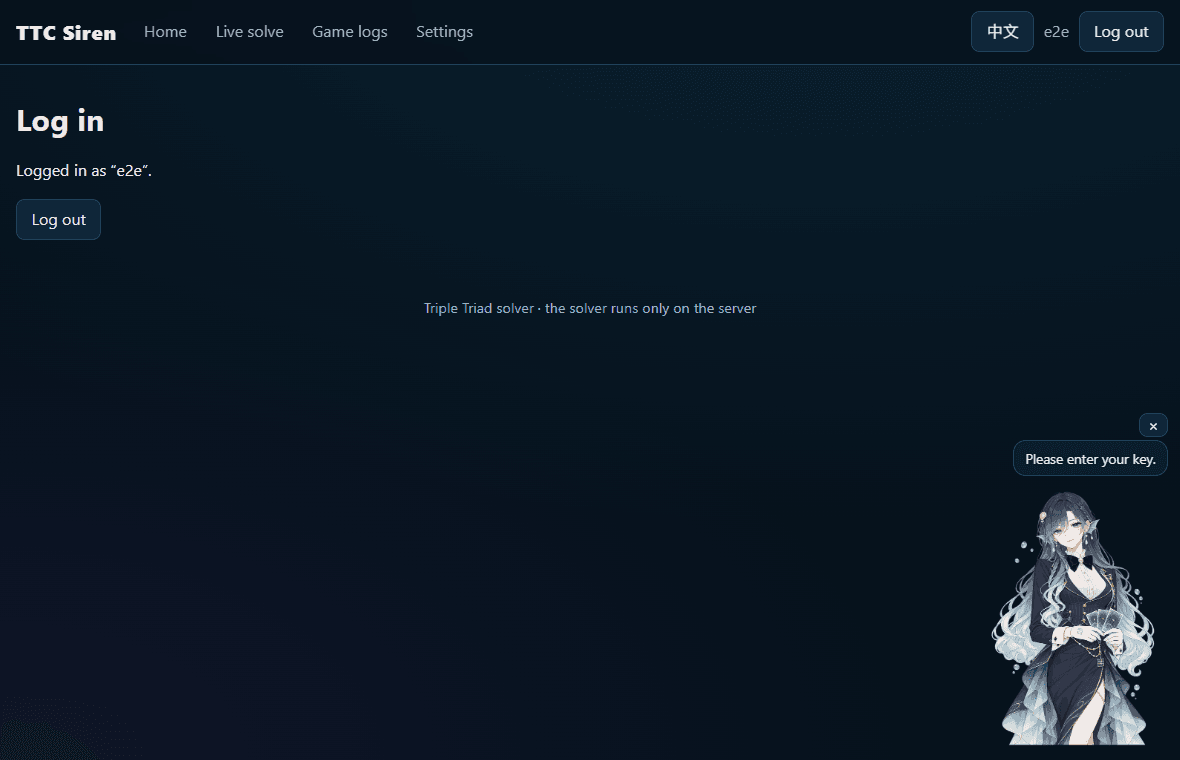 TTC Siren
Home
Live solve
Game logs
Settings
中文
e2e
Log out
Log in
Logged in as “e2e”.
Log out
Triple Triad solver · the solver runs only on the server
×
Please enter your key.